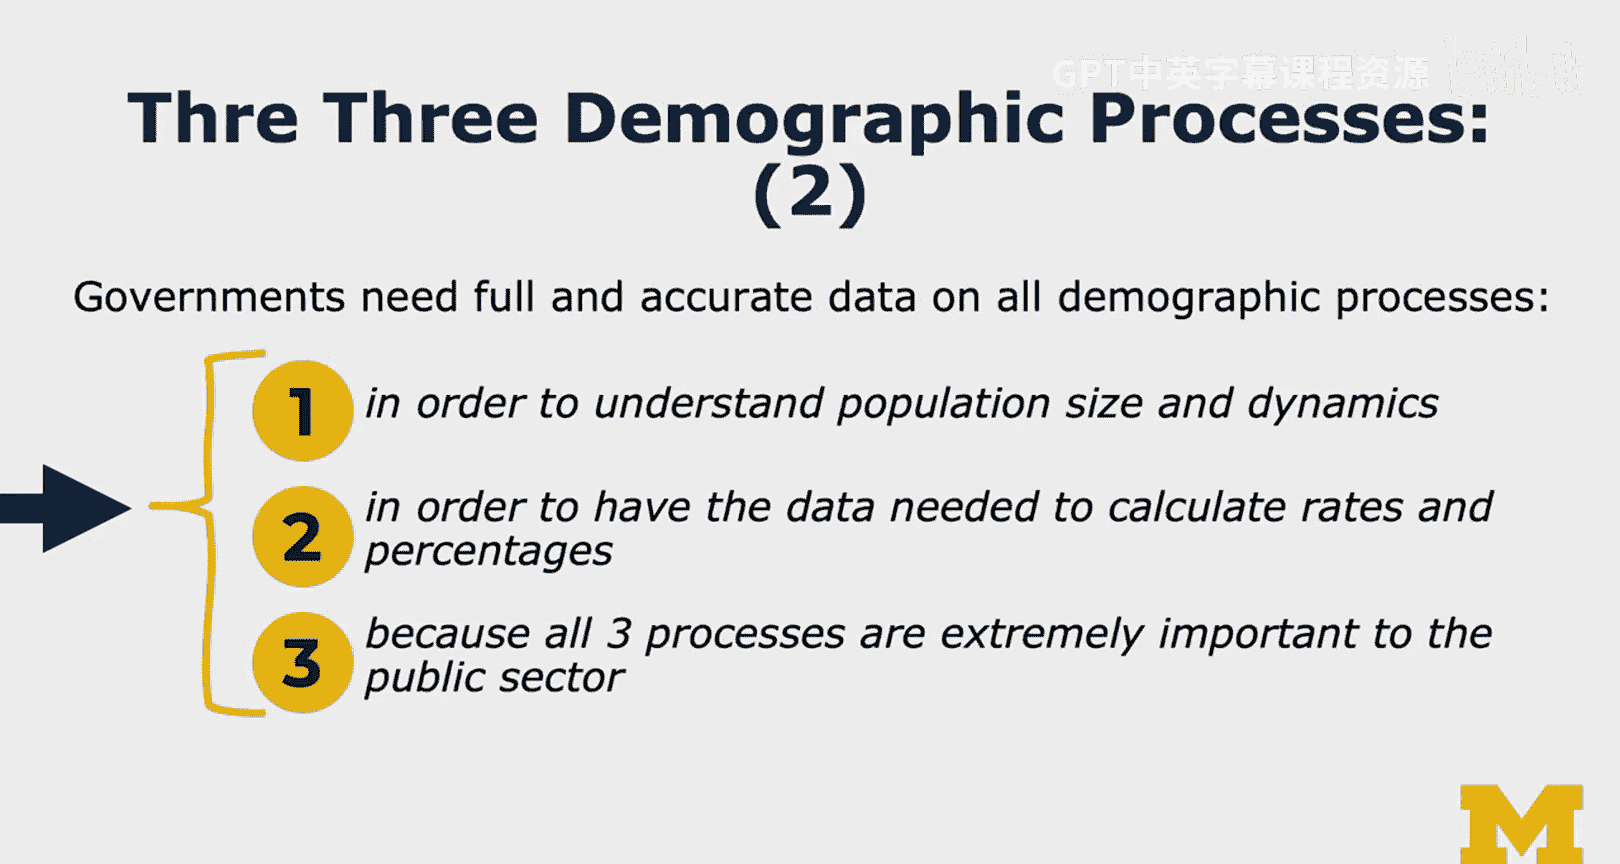 GPT中英字幕课程资源
Thre Three Demographic Processes:
(2)
Governments need full and accurate data on all demographic processes:
1 in order to understand population size and dynamics
2 in order to have the data needed to calculate rates and
percentages
3 because all 3 processes are extremely important to the
public sector
M